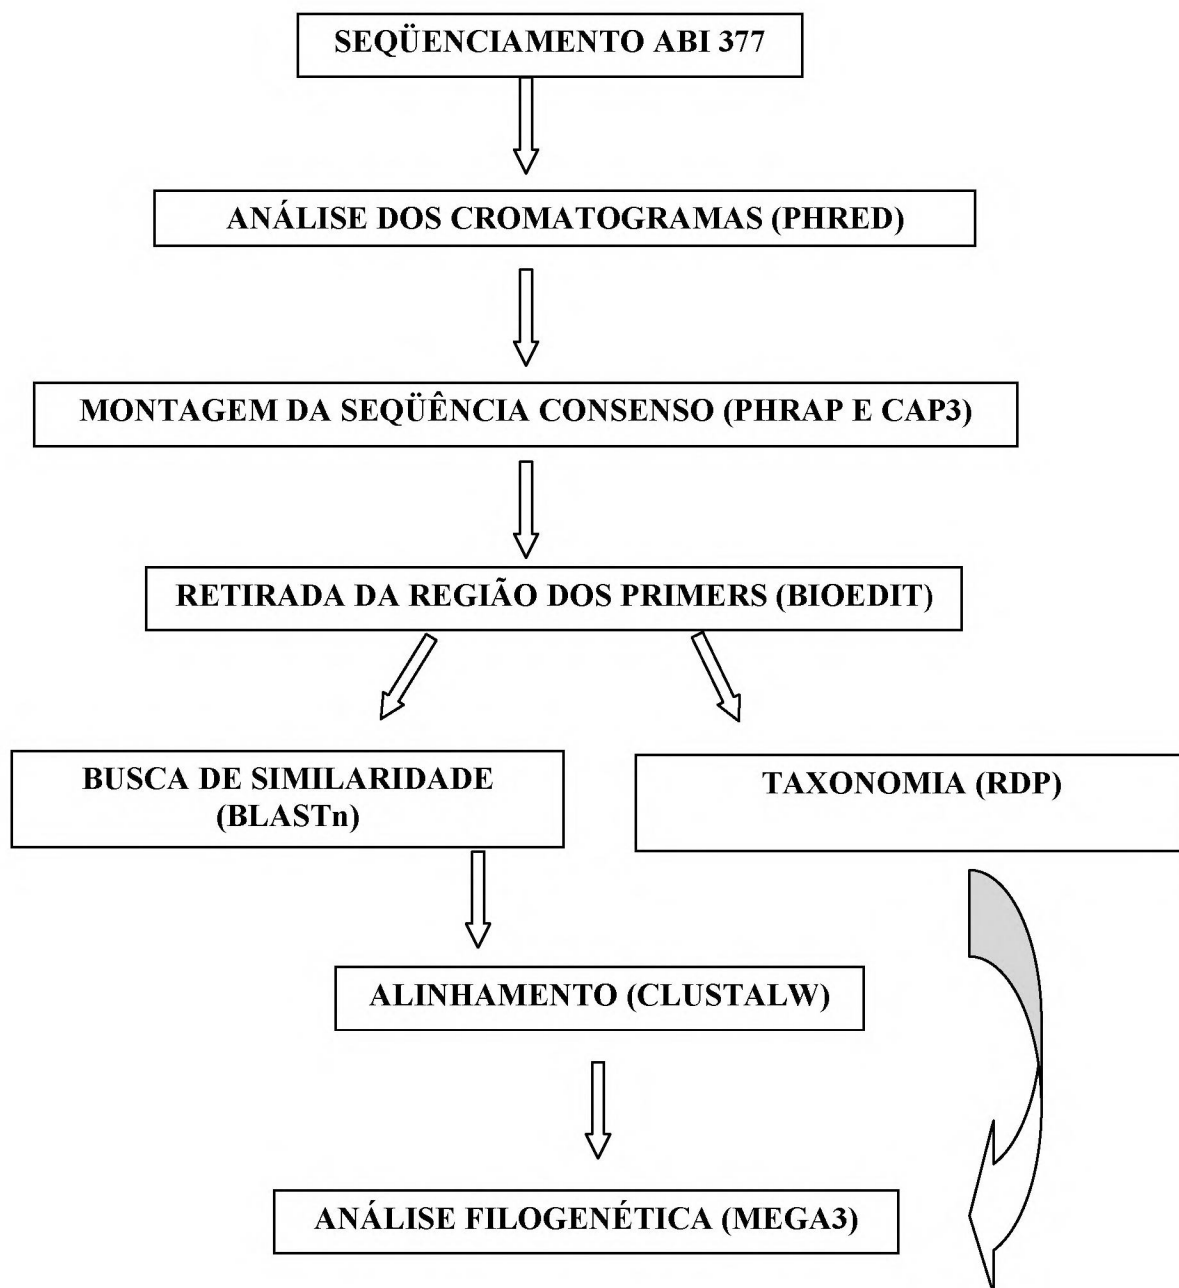 SEQÜENCIAMENTO ABI 377
ANÁLISE DOS CROMATOGRAMAS (PHRED)
MONTAGEM DA SEQÜÊNCIA CONSENSO (PHRAP E CAP3)
RETIRADA DA REGIÃO DOS PRIMERS (BIOEDIT)
BUSCA DE SIMILARIDADE
(BLASTn)
TAXONOMIA (RDP)
ALINHAMENTO (CLUSTALW)
ANÁLISE FILOGENÉTICA (MEGA3)